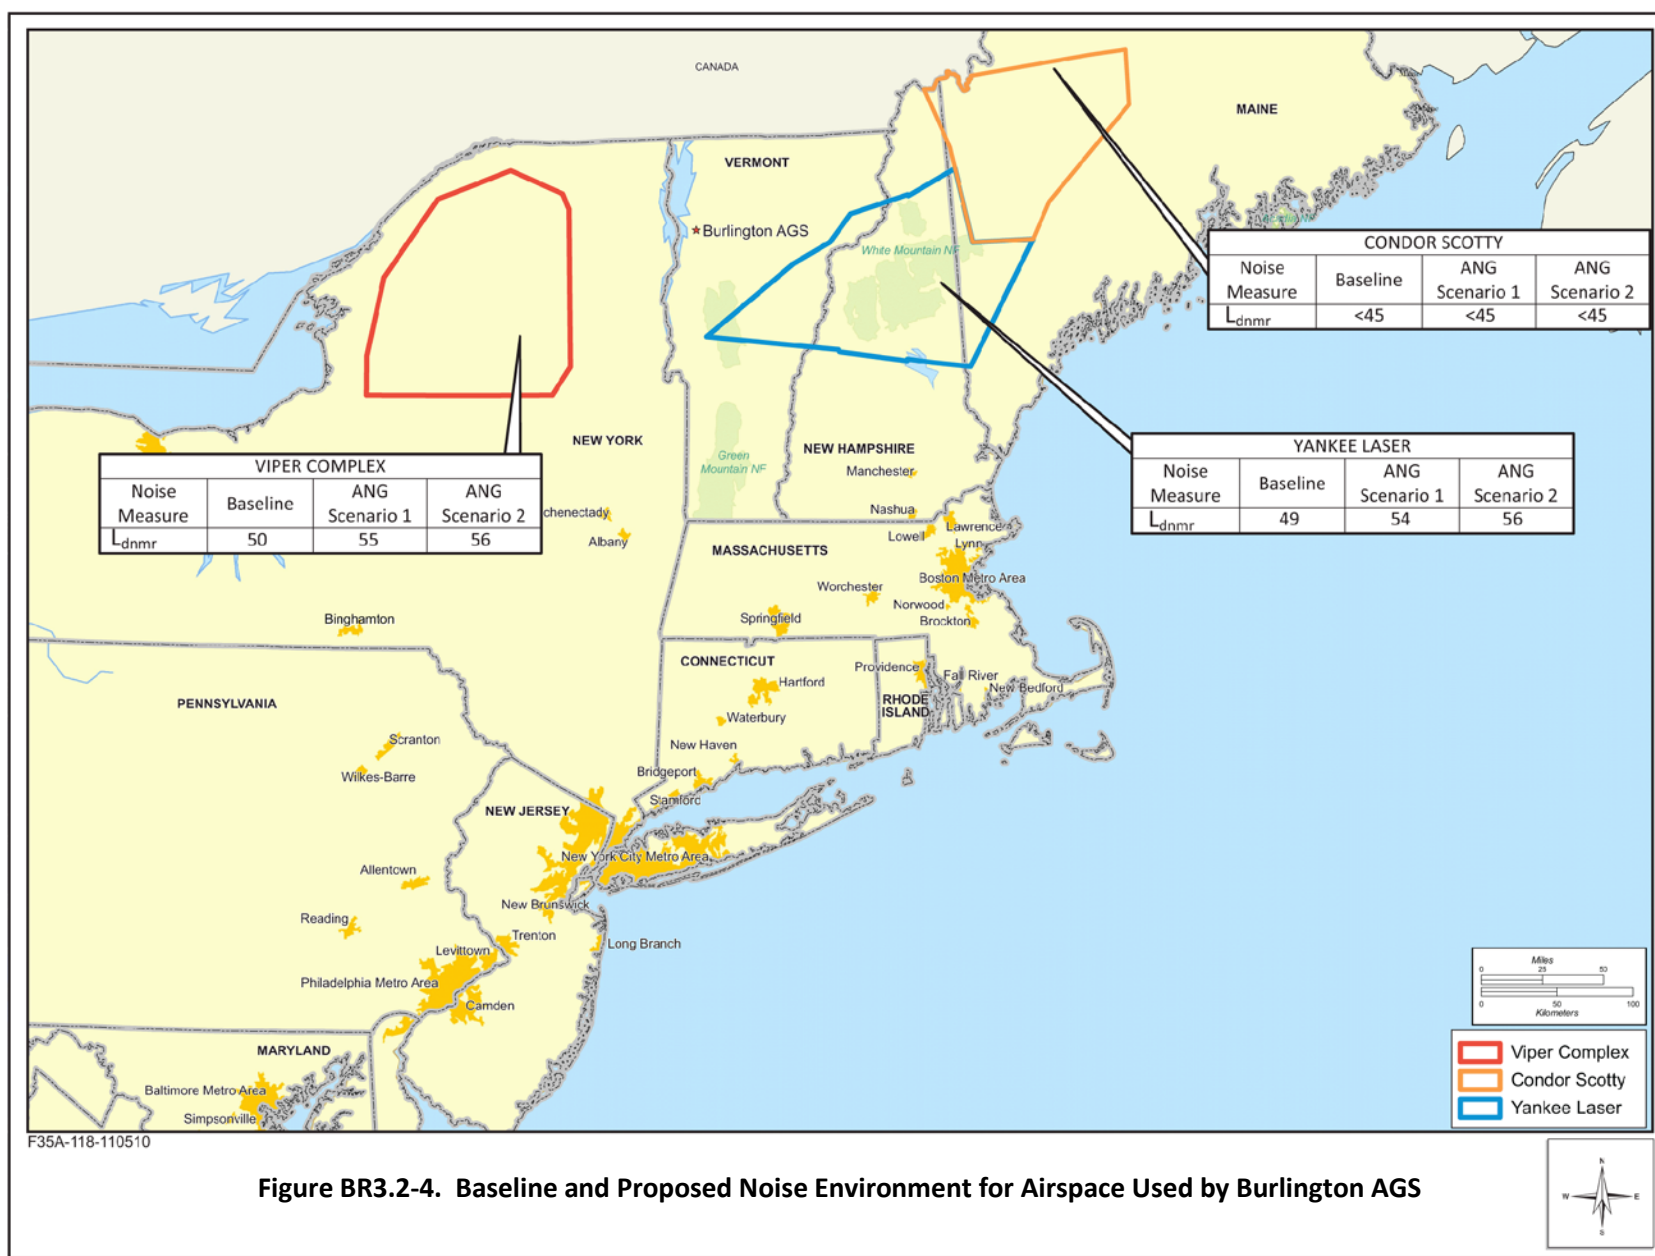 CANADA
MAINE
VERMONT
Burlington AGS
White Mountain NF
CONDOR SCOTTY
Noise Measure Baseline ANG Scenario 1 ANG Scenario 2
Ldnmr <45 <45 <45
NEW YORK
NEW HAMPSHIRE
Green
Mountain NF
Manchester
Nashua
YANKEE LASER
Noise Measure Baseline ANG Scenario 1 ANG Scenario 2
Ldnmr 49 54 56
VIPER COMPLEX
Noise Measure Baseline ANG Scenario 1 ANG Scenario 2
Ldnmr 50 55 56
chenectady
Albany
Lawrence
Lowell
Lynn
MASSACHUSETTS
Boston Metro Area
Worchester
Norwood
Springfield
Brockton
Binghamton
CONNECTICUT
Providence
Hartford
Fall River
New Bedford
RHODE
ISLAND
PENNSYLVANIA
Waterbury
Scranton
New Haven
Wilkes-Barre
Bridgeport
Stamford
NEW JERSEY
New York City Metro Area
Allentown
New Brunswick
Reading
Trenton
Long Branch
Levittown
Philadelphia Metro Area
Camden
MARYLAND
Baltimore Metro Area
Simpsonville
Miles
0 25 50
0 50 100
Kilometers
Viper Complex
Condor Scotty
Yankee Laser
F35A-118-110510
Figure BR3.2-4. Baseline and Proposed Noise Environment for Airspace Used by Burlington AGS
N
W E
S